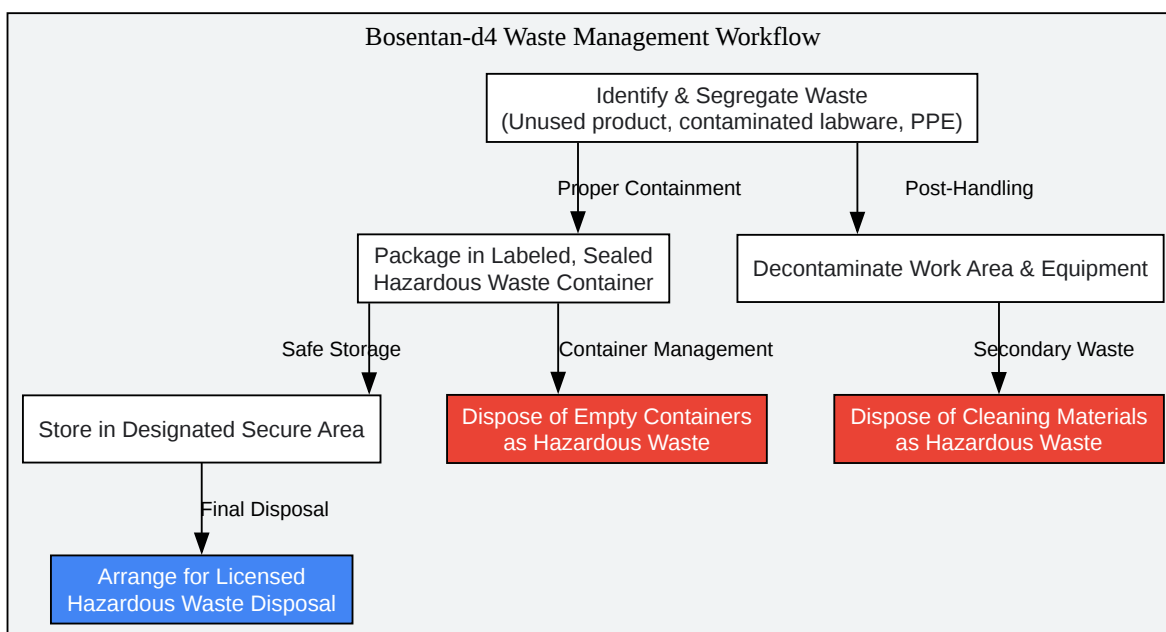 Bosentan-d4 Waste Management Workflow
Identify & Segregate Waste
(Unused product, contaminated labware, PPE)
Proper Containment
Post-Handling
Package in Labeled, Sealed
Hazardous Waste Container
Decontaminate Work Area & Equipment
Safe Storage
Container Management
Secondary Waste
Store in Designated Secure Area
Dispose of Empty Containers
as Hazardous Waste
Dispose of Cleaning Materials
as Hazardous Waste
Final Disposal
Arrange for Licensed
Hazardous Waste Disposal